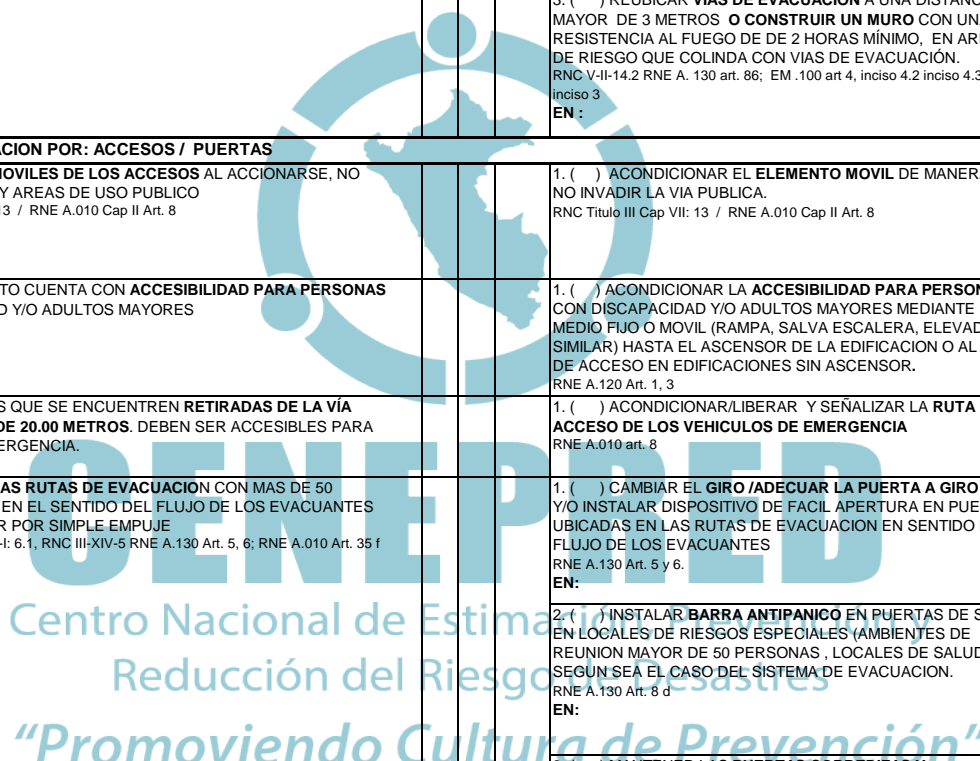 3. ( ) REUBICAR VIAS DE EVACUACION A UNA
MAYOR DE 3 METROS O CONSTRUIR UN MURO CON
RESISTENCIA AL FUEGO DE DE 2 HORAS MÍNIMO, EN
DE RIESGO QUE COLINDA CON VIAS DE EVACUACIÓN.
RNC V-II-14.2 RNE A. 130 art. 86; EM .100 art 4, inciso 4.2 inciso 4.3
inciso 3
EN :
ACION POR: ACCESOS / PUERTAS
MOVILES DE LOS ACCESOS AL ACCIONARSE, NO
Y AREAS DE USO PUBLICO
13 / RNE A.010 Cap II Art. 8
1. ( ) ACONDICIONAR EL ELEMENTO MOVIL DE MANERA
NO INVADIR LA VIA PUBLICA.
RNC Titulo III Cap VII: 13 / RNE A.010 Cap II Art. 8
TO CUENTA CON ACCESIBILIDAD PARA PERSONAS
D Y/O ADULTOS MAYORES
1. ( ) ACONDICIONAR LA ACCESIBILIDAD PARA PERSON
CON DISCAPACIDAD Y/O ADULTOS MAYORES MEDIANTE
MEDIO FIJO O MOVIL (RAMPA, SALVA ESCALERA, ELEVAD
SIMILAR) HASTA EL ASCENSOR DE LA EDIFICACION O AL
DE ACCESO EN EDIFICACIONES SIN ASCENSOR.
RNE A.120 Art. 1, 3
S QUE SE ENCUENTREN RETIRADAS DE LA VÍA
DE 20.00 METROS. DEBEN SER ACCESIBLES PARA
ERGENCIA.
1. ( ) ACONDICIONAR/LIBERAR Y SEÑALIZAR LA RUTA
ACCESO DE LOS VEHICULOS DE EMERGENCIA
RNE A.010 art. 8
AS RUTAS DE EVACUACION CON MAS DE 50
EN EL SENTIDO DEL FLUJO DE LOS EVACUANTES
R POR SIMPLE EMPUJE
-I: 6.1, RNC III-XIV-5 RNE A.130 Art. 5, 6; RNE A.010 Art. 35 f
1. ( ) CAMBIAR EL GIRO /ADECUAR LA PUERTA A GIRO
Y/O INSTALAR DISPOSITIVO DE FACIL APERTURA EN PUE
UBICADAS EN LAS RUTAS DE EVACUACION EN SENTIDO
FLUJO DE LOS EVACUANTES
RNE A.130 Art. 5 y 6.
EN:
2. ( ) INSTALAR BARRA ANTIPANICO EN PUERTAS DE S
EN LOCALES DE RIESGOS ESPECIALES (AMBIENTES DE
REUNION MAYOR DE 50 PERSONAS , LOCALES DE SALUD
SEGÚN SEA EL CASO DEL SISTEMA DE EVACUACION.
RNE A.130 Art. 8 d
EN:
CENEPRED
Centro Nacional de Estimación, Prevención y
Reducción del Riesgo de Desastres
"Promoviendo Cultura de Prevención"